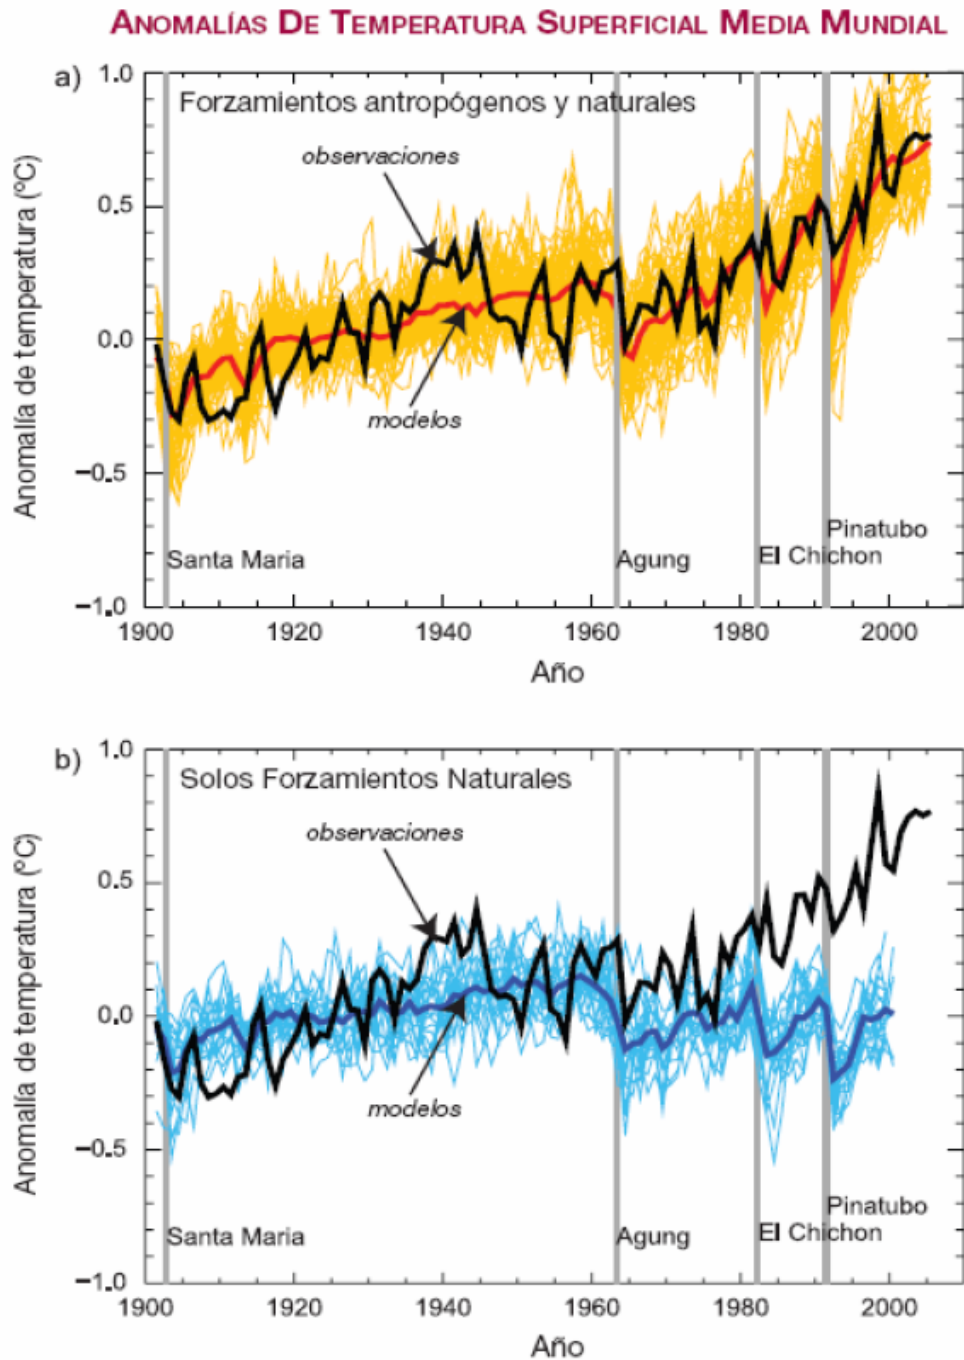 ANOMALÍAS DE TEMPERATURA SUPERFICIAL MEDIA MUNDIAL
a)
Forzamientos antropógenos y naturales
observaciones
modelos
Anomalía de temperatura (ºC)
1.0
0.5
0.0
−0.5
−1.0
Santa Maria
Agung
El Chichon
Pinatubo
1900 1920 1940 1960 1980 2000
Año
b)
Solos Forzamientos Naturales
observaciones
modelos
Anomalía de temperatura (ºC)
1.0
0.5
0.0
−0.5
−1.0
Santa Maria
Agung
El Chichon
Pinatubo
1900 1920 1940 1960 1980 2000
Año